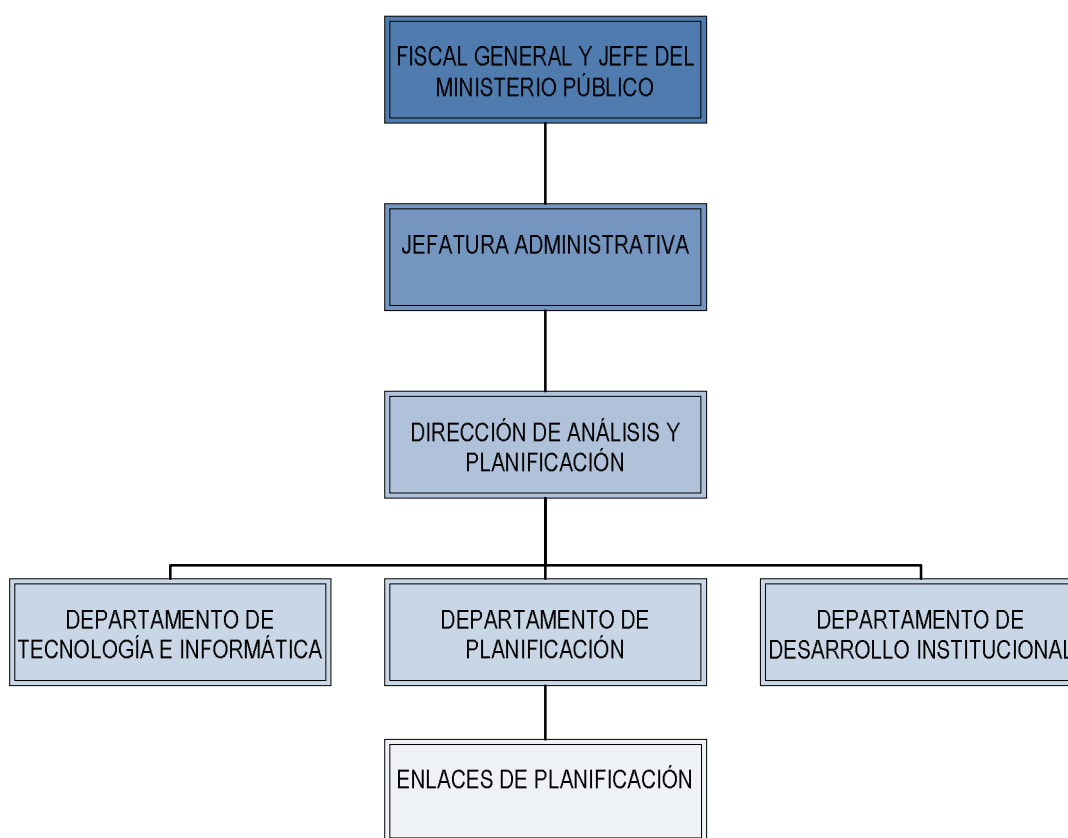 FISCAL GENERAL Y JEFE DEL
MINISTERIO PÚBLICO
JEFATURA ADMINISTRATIVA
DIRECCIÓN DE ANÁLISIS Y
PLANIFICACIÓN
DEPARTAMENTO DE
TECNOLOGÍA E INFORMÁTICA
DEPARTAMENTO DE
PLANIFICACIÓN
DEPARTAMENTO DE
DESARROLLO INSTITUCIONAL
ENLACES DE PLANIFICACIÓN